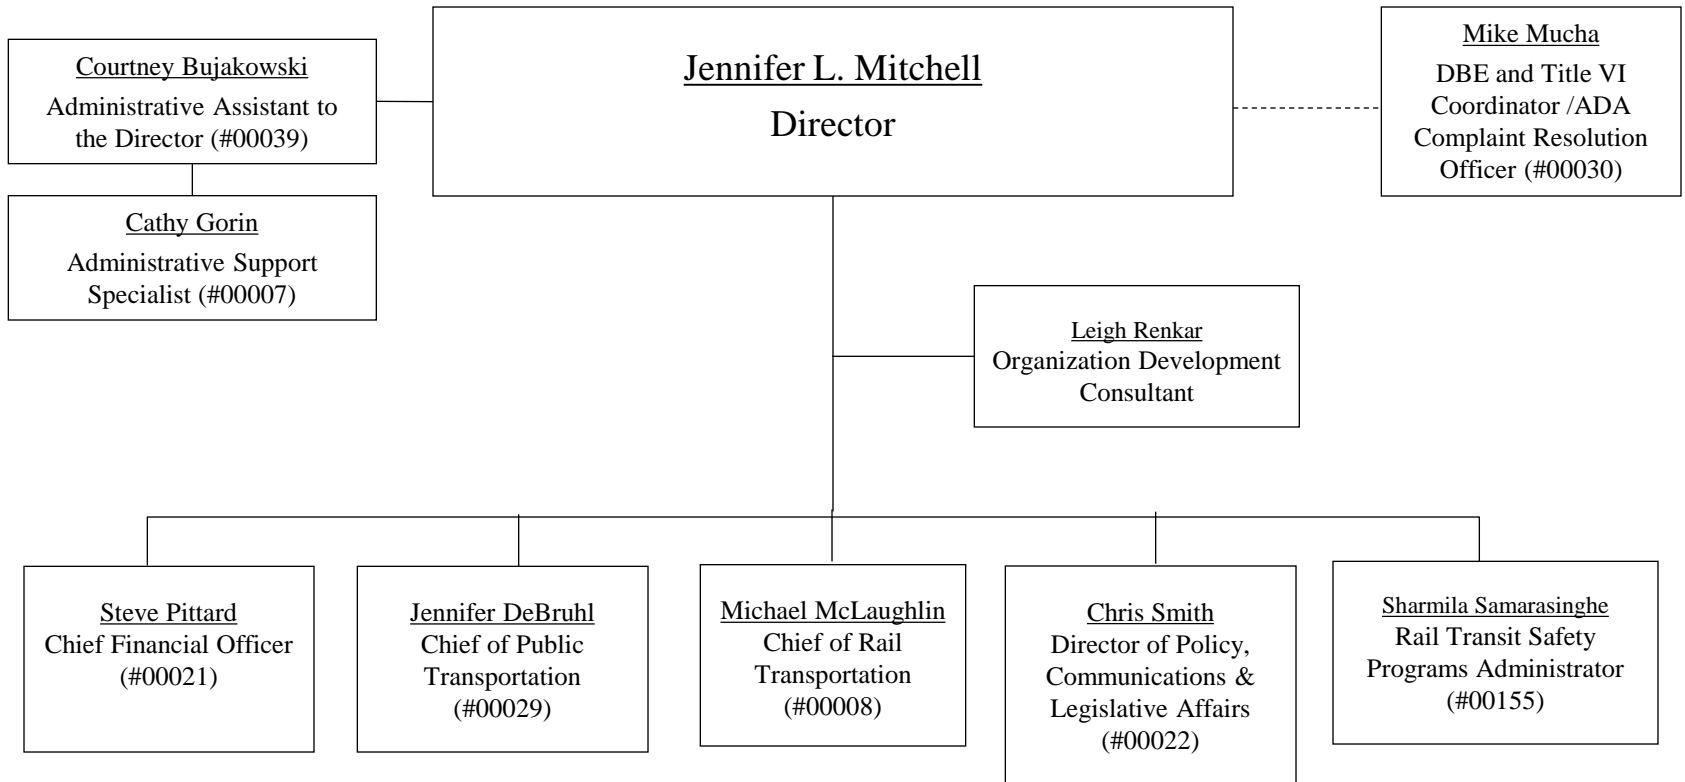 Courtney Bujakowski
Administrative Assistant to
the Director (#00039)
Cathy Gorin
Administrative Support
Specialist (#00007)
Jennifer L. Mitchell
Director
Mike Mucha
DBE and Title VI
Coordinator /ADA
Complaint Resolution
Officer (#00030)
Leigh Renkar
Organization Development
Consultant
Steve Pittard
Chief Financial Officer
(#00021)
Jennifer DeBruhl
Chief of Public
Transportation
(#00029)
Michael McLaughlin
Chief of Rail
Transportation
(#00008)
Chris Smith
Director of Policy,
Communications &
Legislative Affairs
(#00022)
Sharmila Samarasinghe
Rail Transit Safety
Programs Administrator
(#00155)